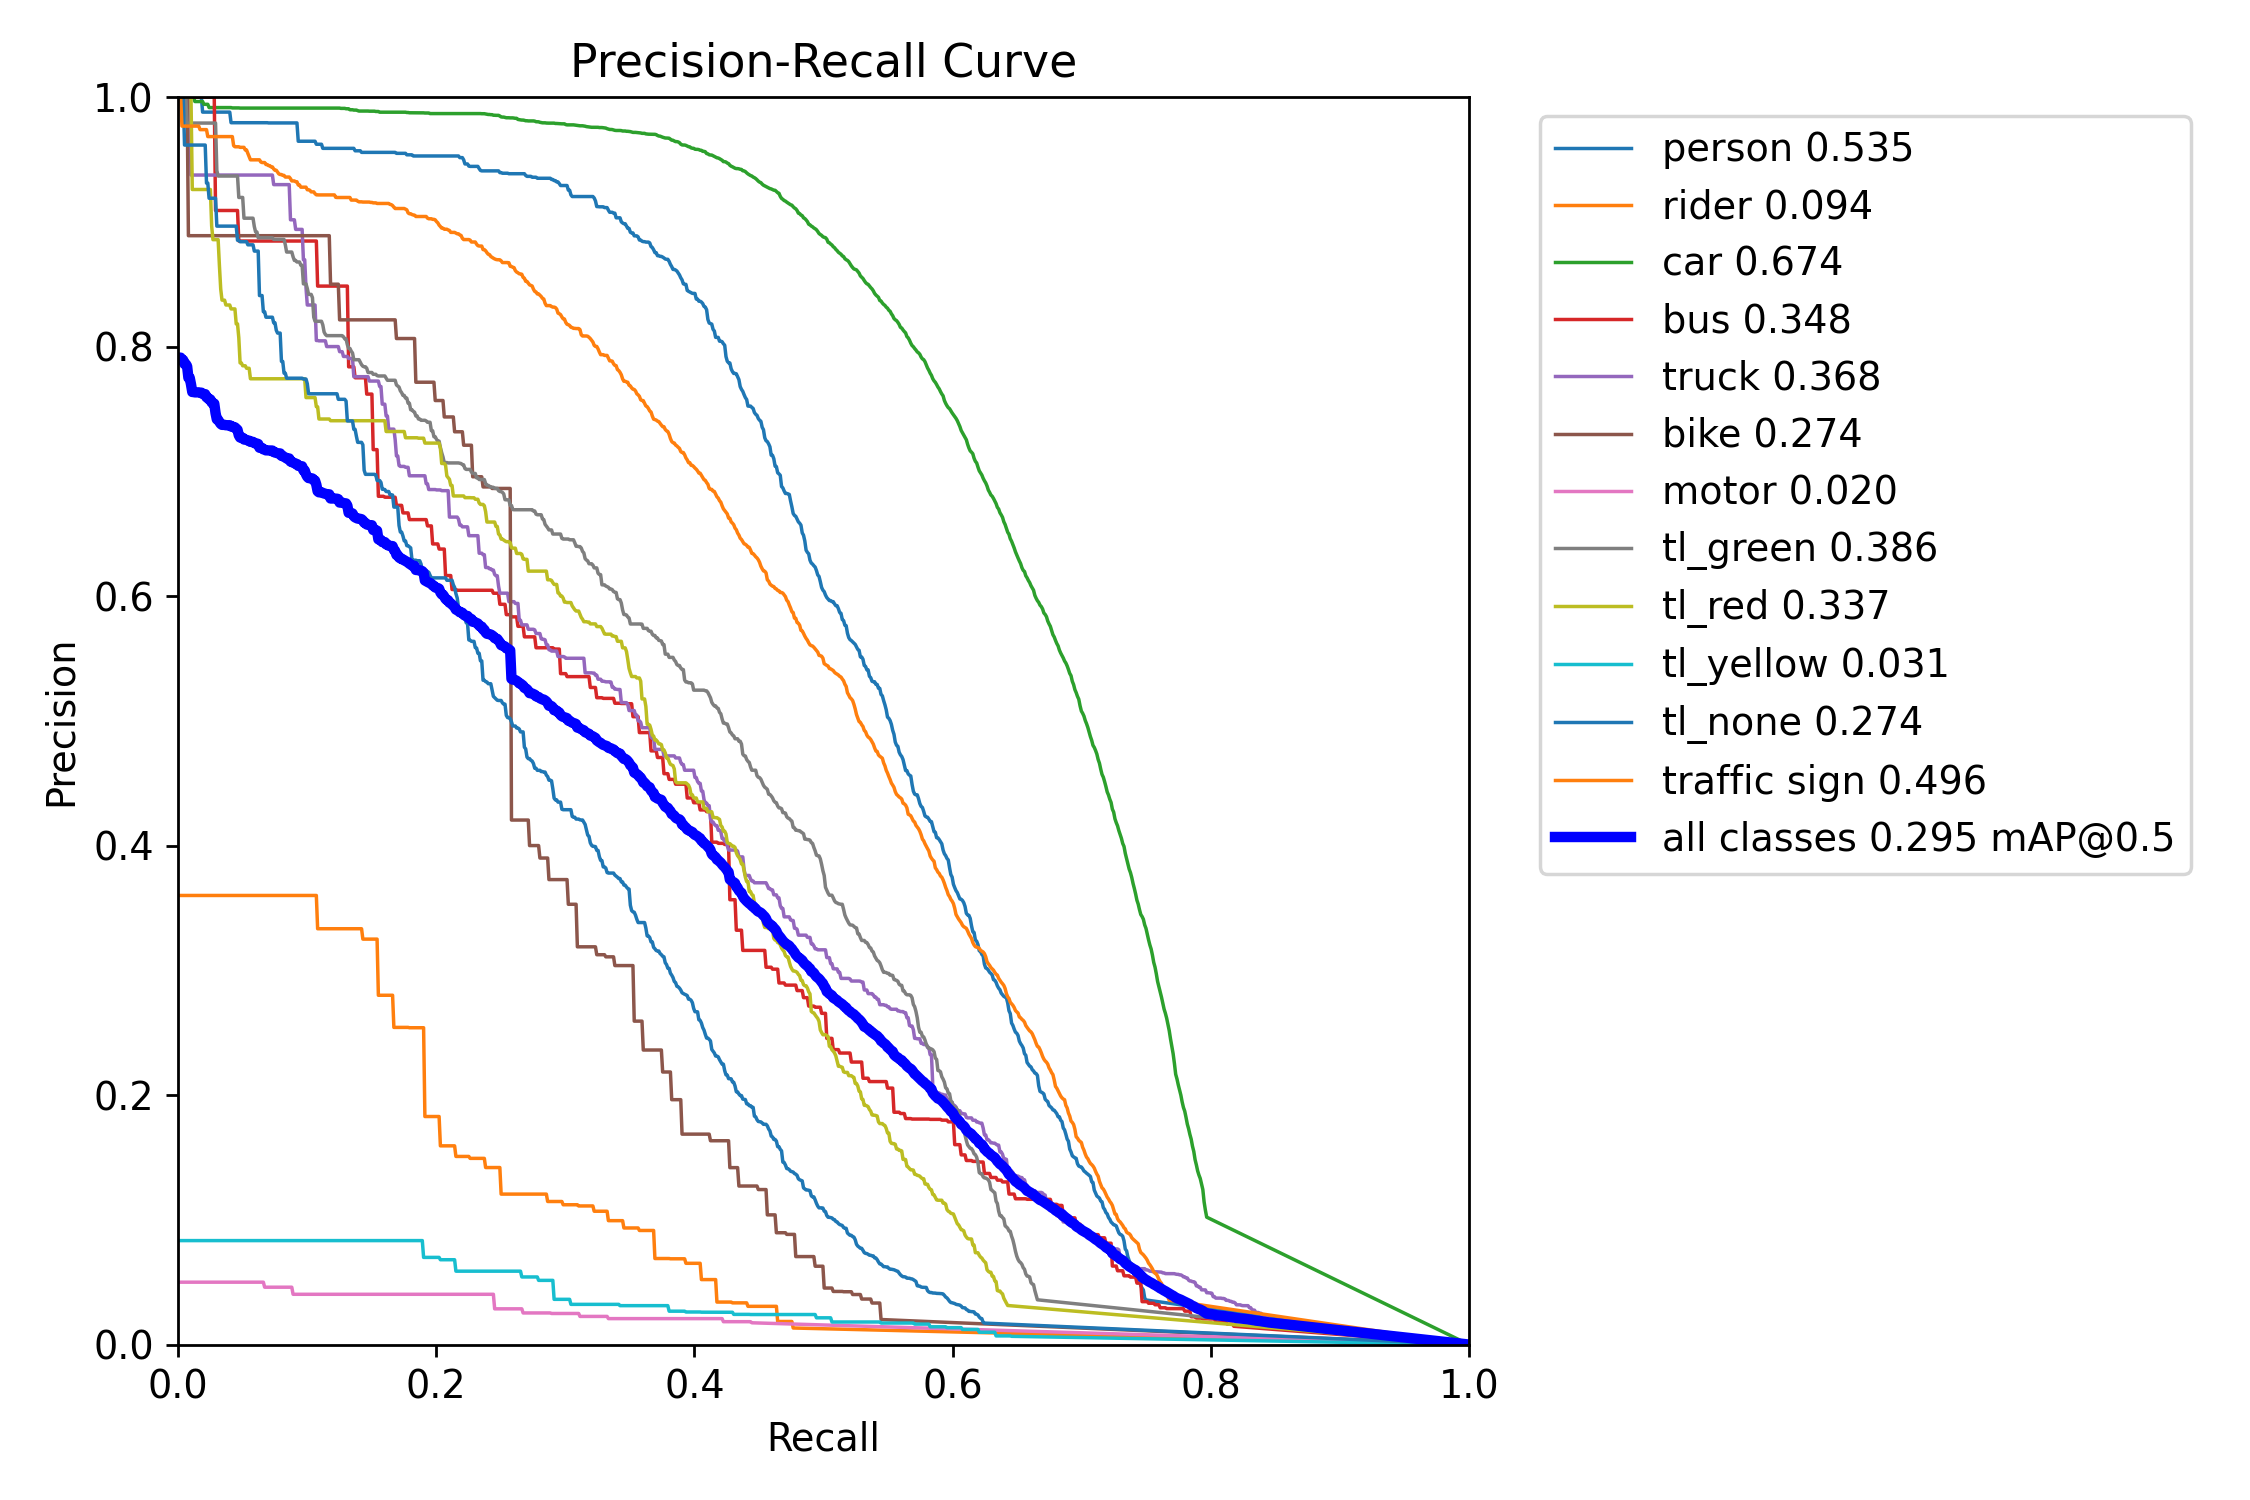 Precision-Recall Curve
1.0
0.8
0.6
0.4
0.2
0.0
Precision
0.0 0.2 0.4 0.6 0.8 1.0
Recall
person 0.535
rider 0.094
car 0.674
bus 0.348
truck 0.368
bike 0.274
motor 0.020
tl_green 0.386
tl_red 0.337
tl_yellow 0.031
tl_none 0.274
traffic sign 0.496
all classes 0.295 mAP@0.5